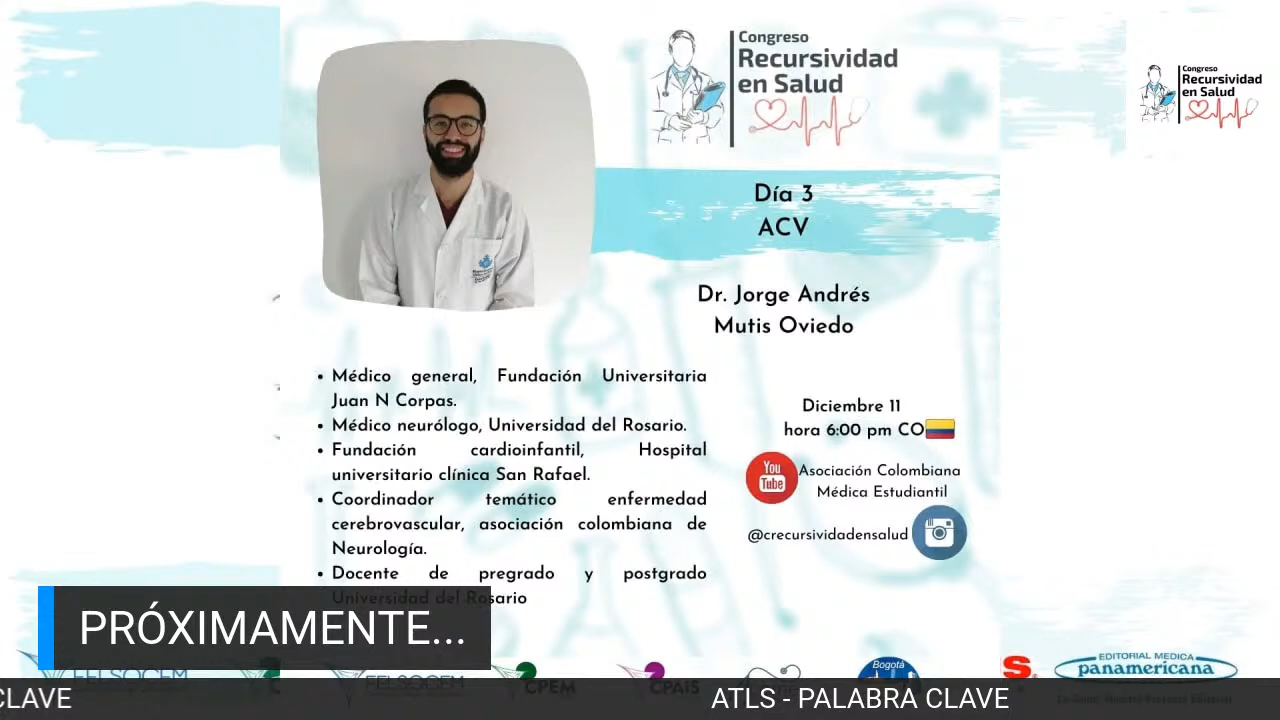 Congreso
Recursividad
en Salud
Congreso
Recursividad
en Salud
Día 3
ACV
Dr. Jorge Andrés
Mutis Oviedo
Médico general, Fundación Universitaria
Juan N Corpas.
Médico neurólogo, Universidad del Rosario.
Fundación cardioinfantil, Hospital
universitario clínica San Rafael.
Coordinador temático enfermedad
cerebrovascular, asociación colombiana de
Neurología.
Docente de pregrado y postgrado
Universidad del Rosario
Diciembre 11
hora 6:00 pm CO
You
Tube
Asociación Colombiana
Médica Estudiantil
@crecursividadensalud
PRÓXIMAMENTE...
FELSOCEM
FELSOCEM
CPEM
CPAIS
Bogotá
S
EDITORIAL MEDICA
panamericana
CLAVE
ATLS - PALABRA CLAVE